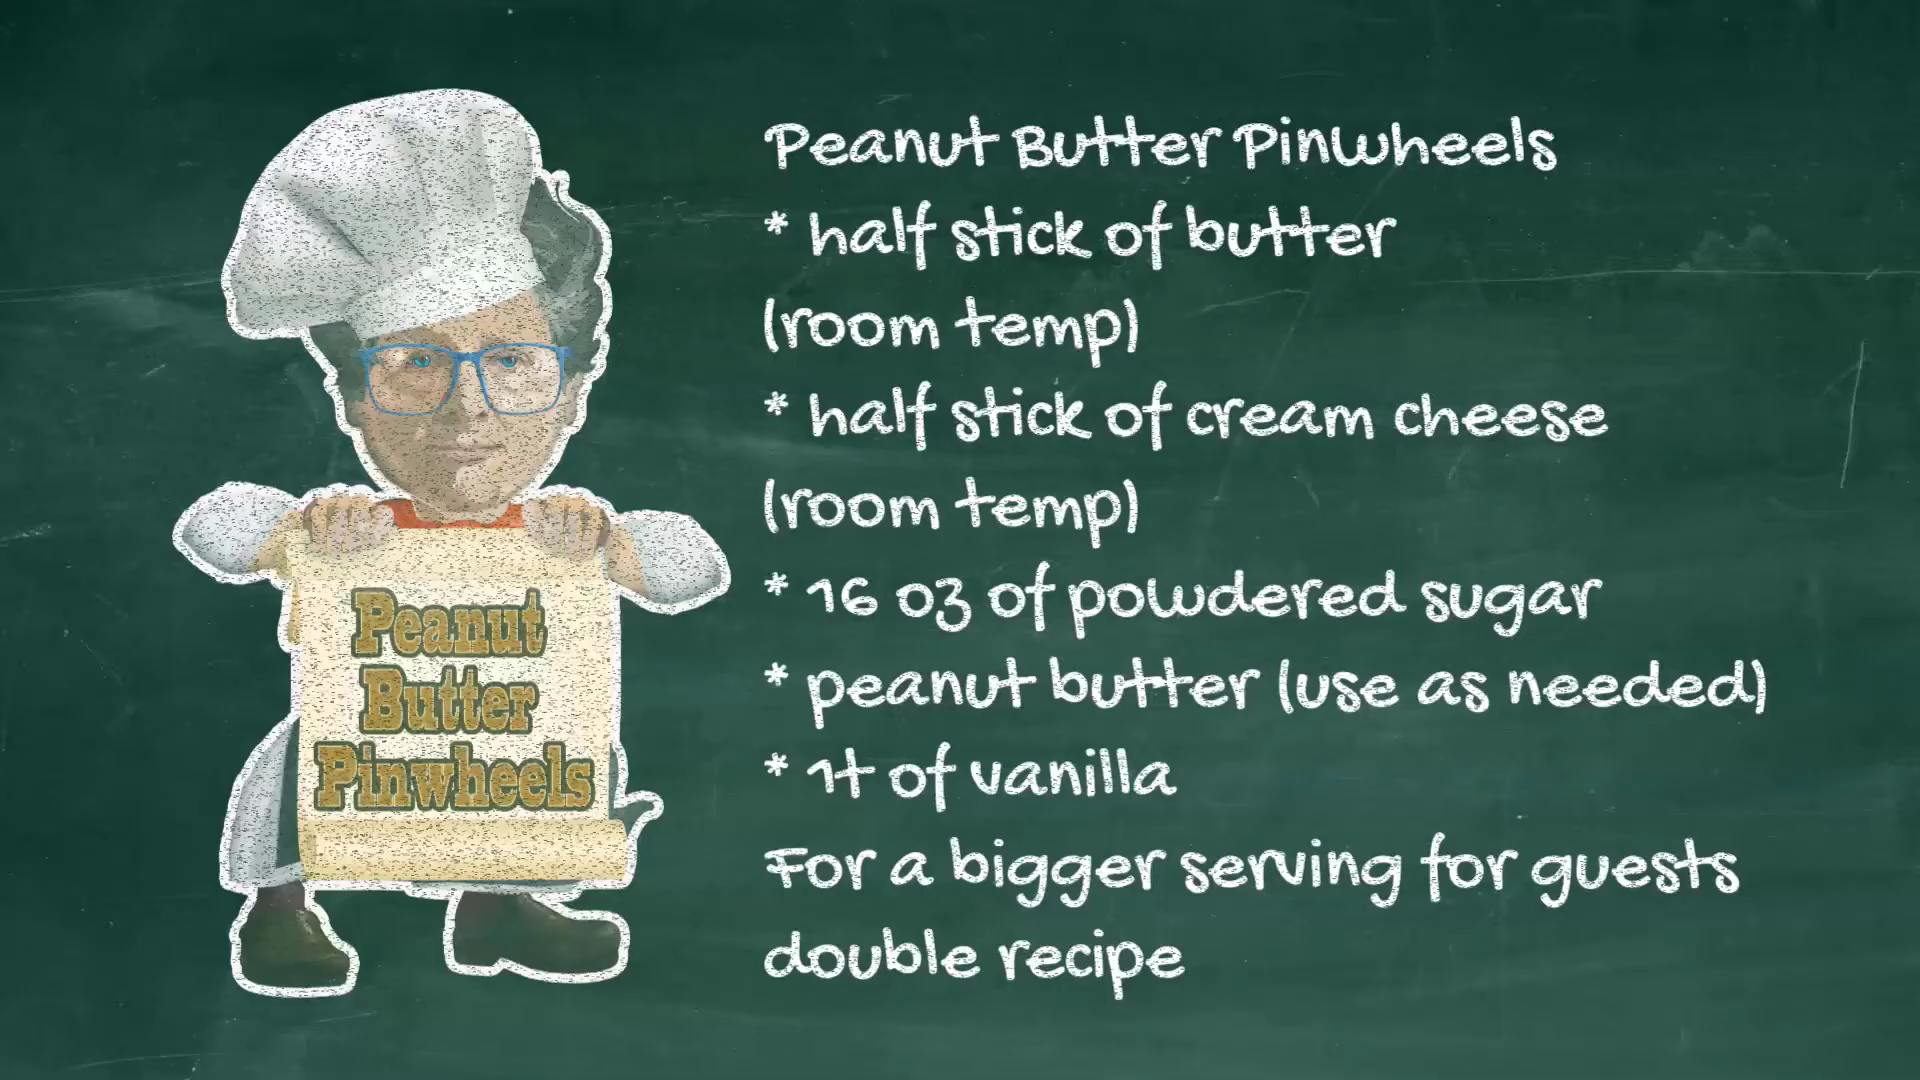 Peanut
Butter
Pinwheels
Peanut Butter Pinwheels
* half stick of butter
(room temp)
* half stick of cream cheese
(room temp)
* 16 oz of powdered sugar
* peanut butter (use as needed)
* 1t of vanilla
For a bigger serving for guests
double recipe